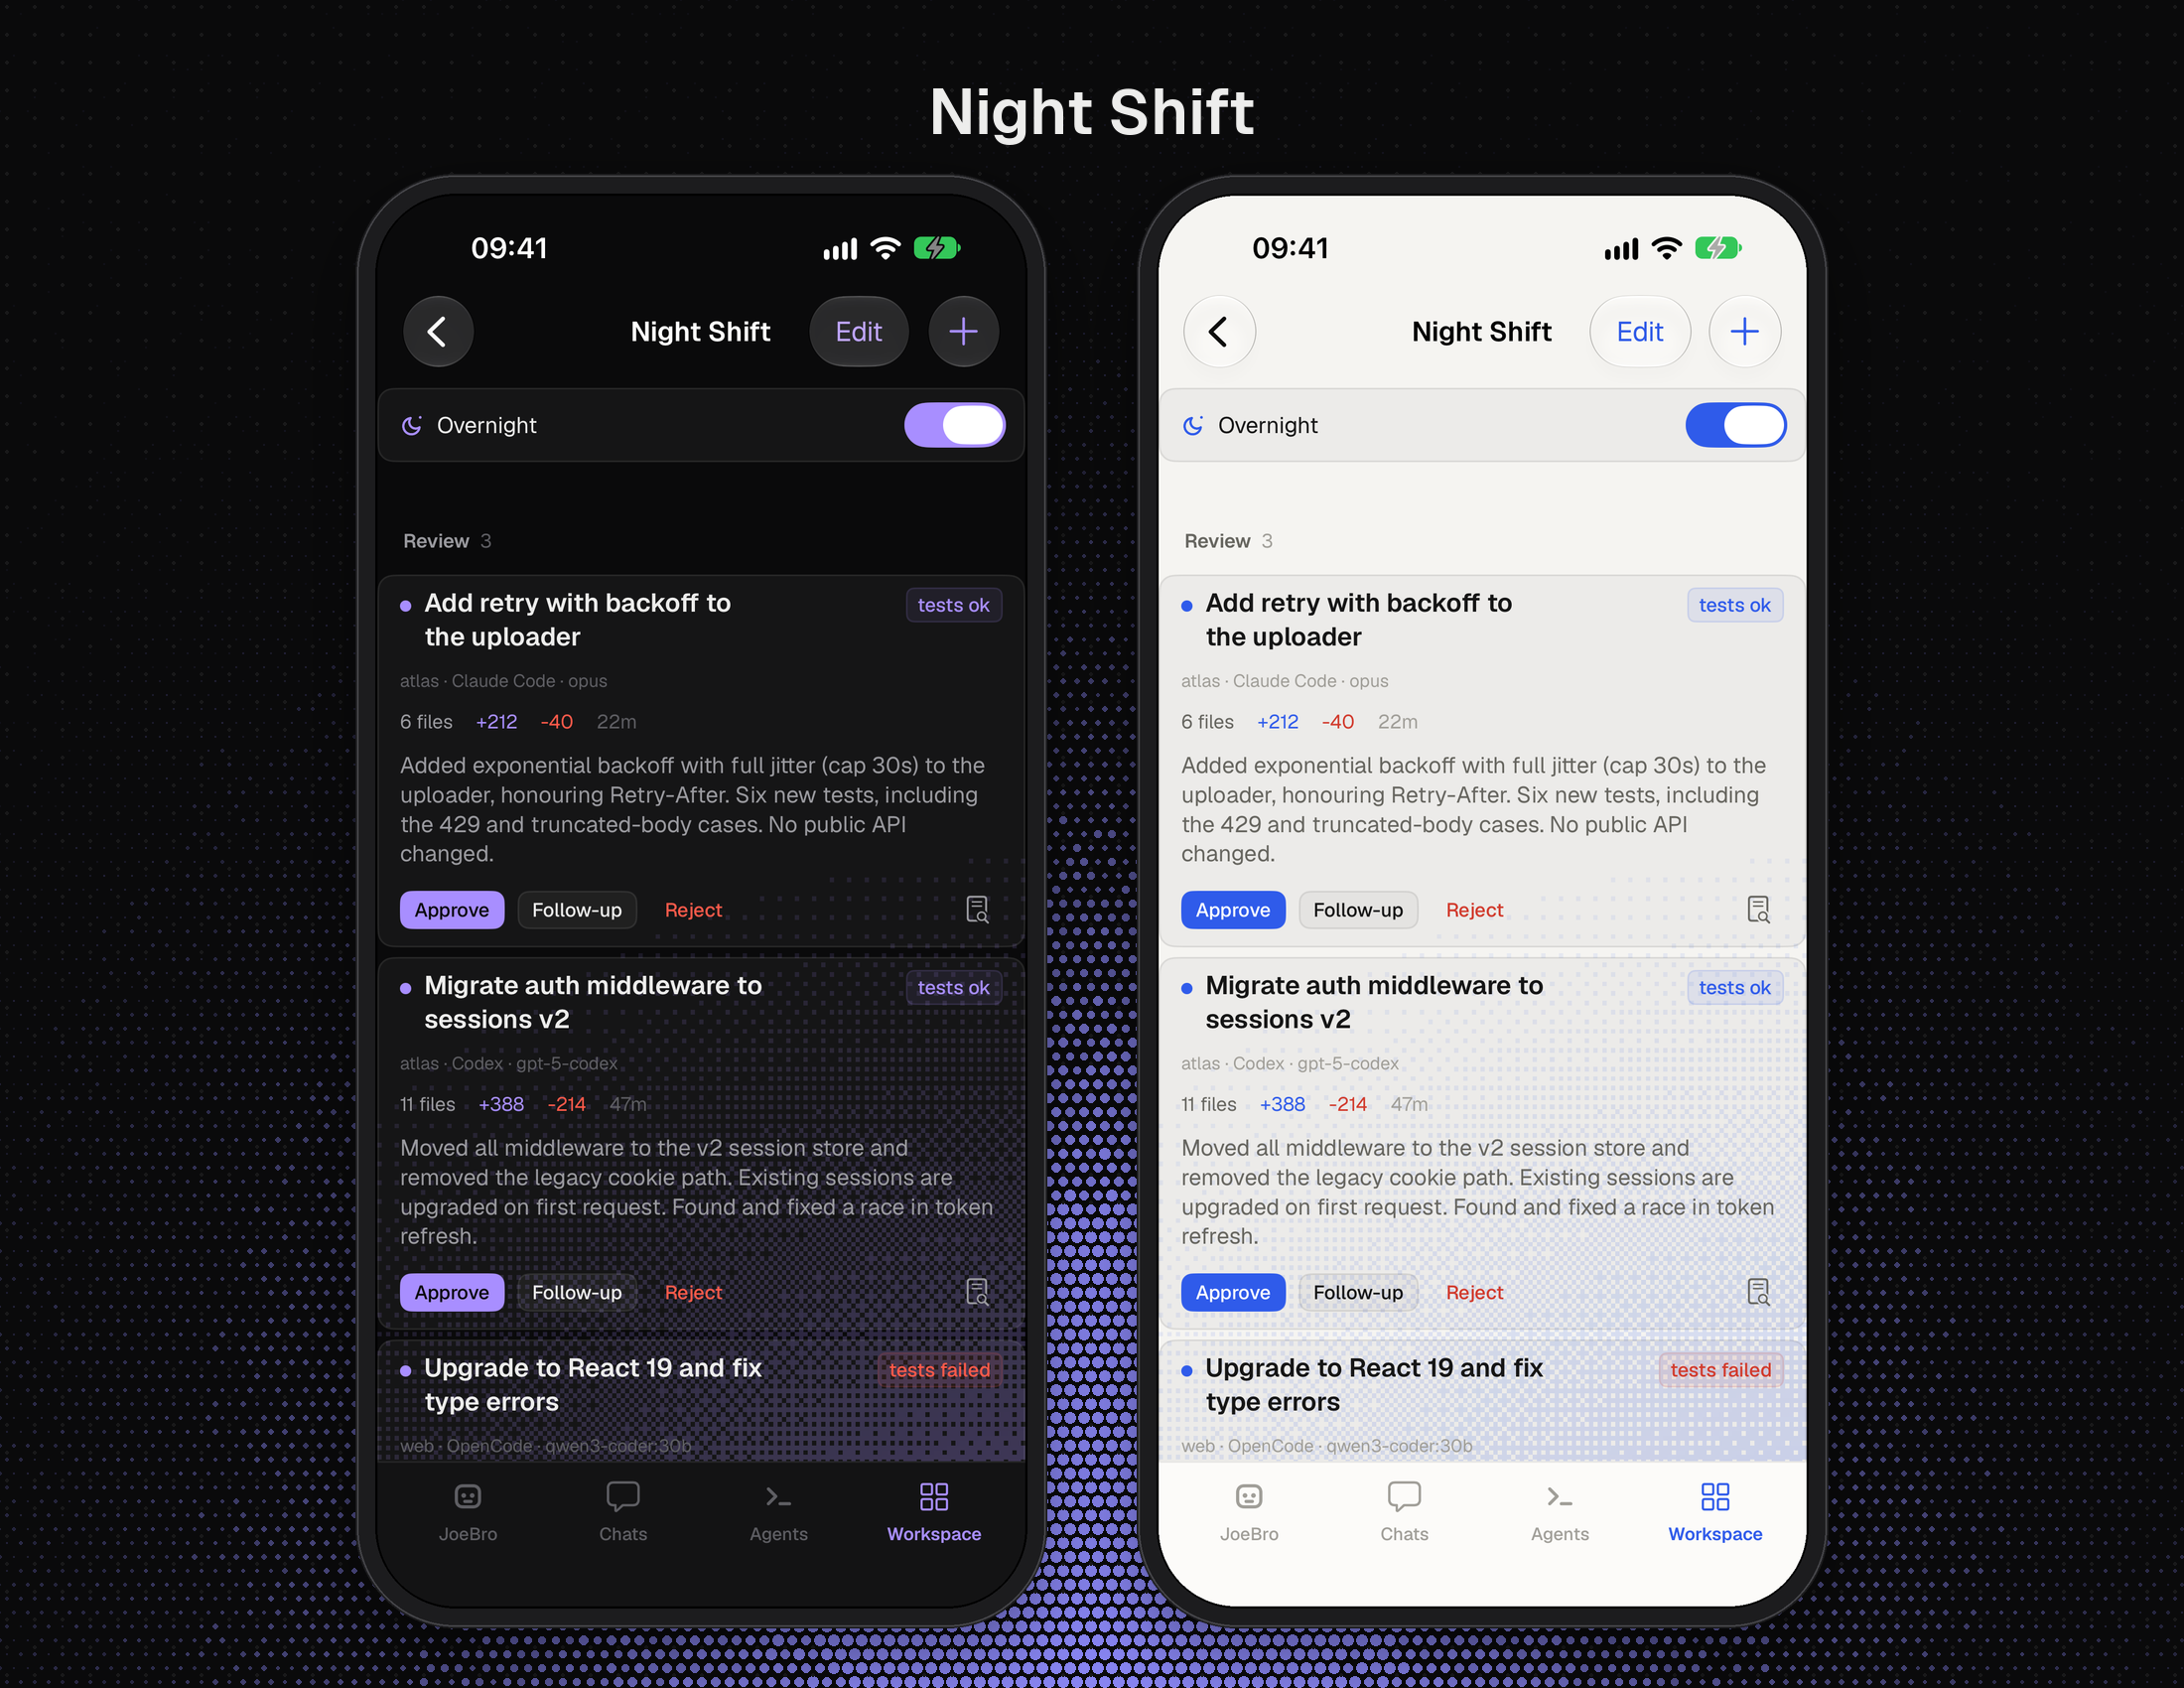 Night Shift
09:41
Night Shift
Edit
Overnight
Review 3
Add retry with backoff to
the uploader
tests ok
atlas · Claude Code · opus
6 files +212 -40 22m
Added exponential backoff with full jitter (cap 30s) to the
uploader, honouring Retry-After. Six new tests, including
the 429 and truncated-body cases. No public API
changed.
Approve Follow-up Reject
Migrate auth middleware to
sessions v2
tests ok
atlas · Codex · gpt-5-codex
11 files +388 -214 47m
Moved all middleware to the v2 session store and
removed the legacy cookie path. Existing sessions are
upgraded on first request. Found and fixed a race in token
refresh.
Approve Follow-up Reject
Upgrade to React 19 and fix
type errors
tests failed
web · OpenCode · qwen3-coder:30b
JoeBro Chats Agents Workspace
09:41
Night Shift
Edit
Overnight
Review 3
Add retry with backoff to
the uploader
tests ok
atlas · Claude Code · opus
6 files +212 -40 22m
Added exponential backoff with full jitter (cap 30s) to the
uploader, honouring Retry-After. Six new tests, including
the 429 and truncated-body cases. No public API
changed.
Approve Follow-up Reject
Migrate auth middleware to
sessions v2
tests ok
atlas · Codex · gpt-5-codex
11 files +388 -214 47m
Moved all middleware to the v2 session store and
removed the legacy cookie path. Existing sessions are
upgraded on first request. Found and fixed a race in token
refresh.
Approve Follow-up Reject
Upgrade to React 19 and fix
type errors
tests failed
web · OpenCode · qwen3-coder:30b
JoeBro Chats Agents Workspace